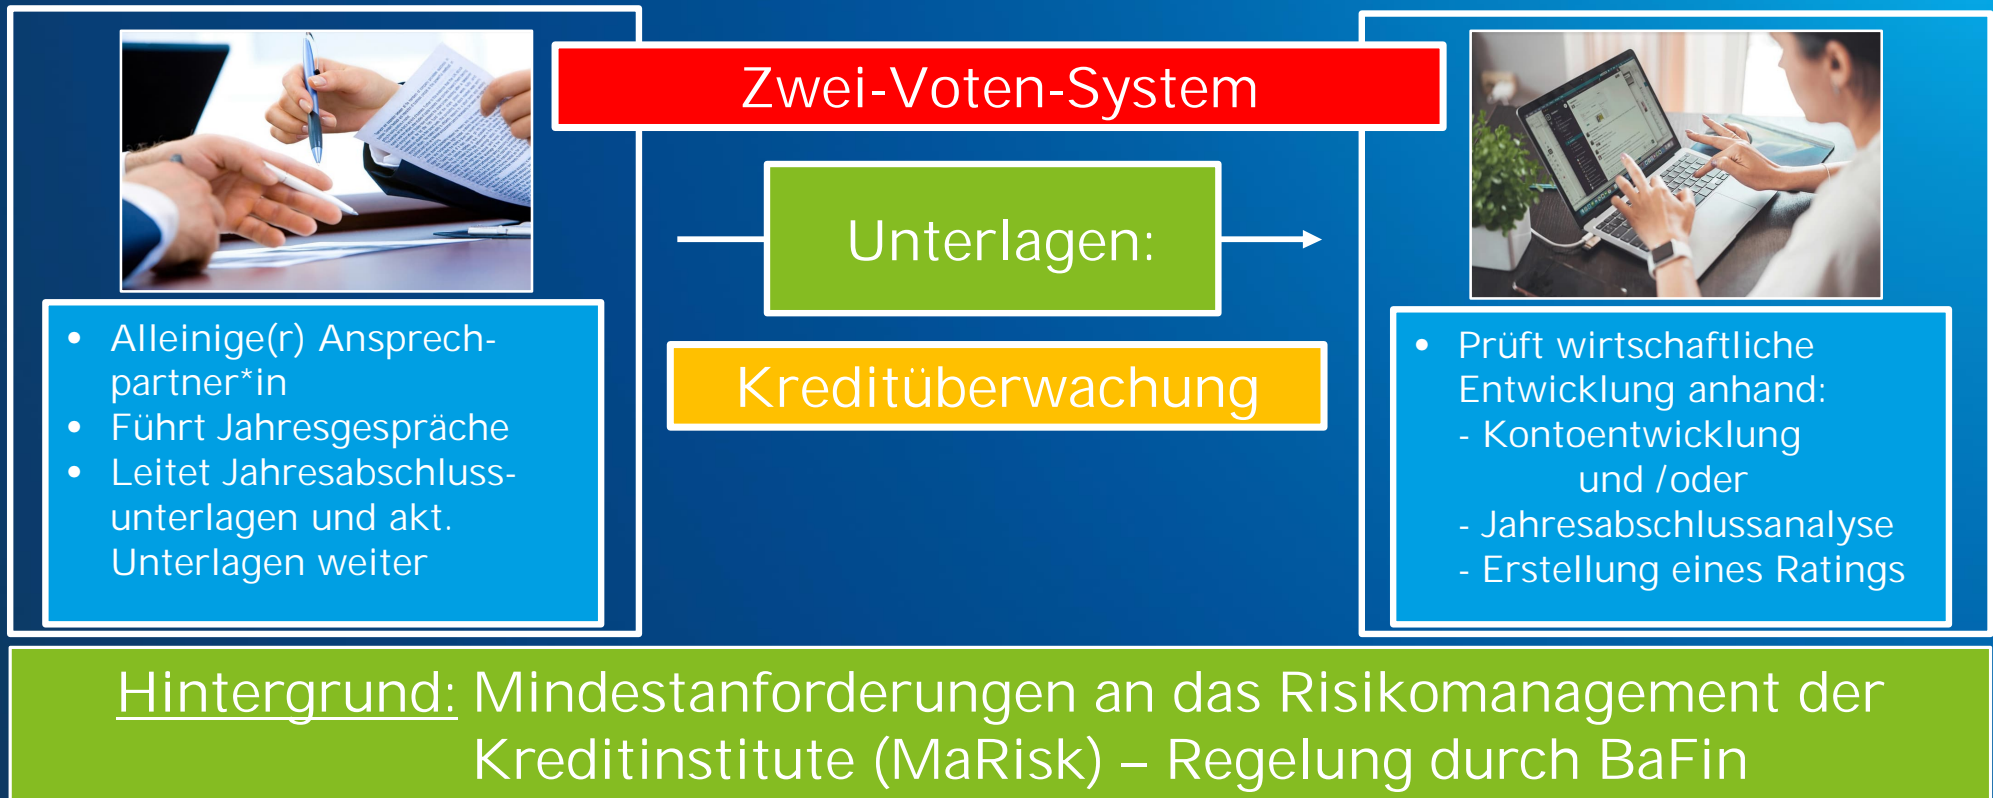 Zwei-Voten-System
Unterlagen:
Kreditüberwachung
• Alleinige(r) Ansprech-
partner*in
• Führt Jahresgespräche
• Leitet Jahresabschluss-
unterlagen und akt.
Unterlagen weiter
• Prüft wirtschaftliche
Entwicklung anhand:
- Kontoentwicklung
und /oder
- Jahresabschlussanalyse
- Erstellung eines Ratings
Hintergrund: Mindestanforderungen an das Risikomanagement der
Kreditinstitute (MaRisk) – Regelung durch BaFin